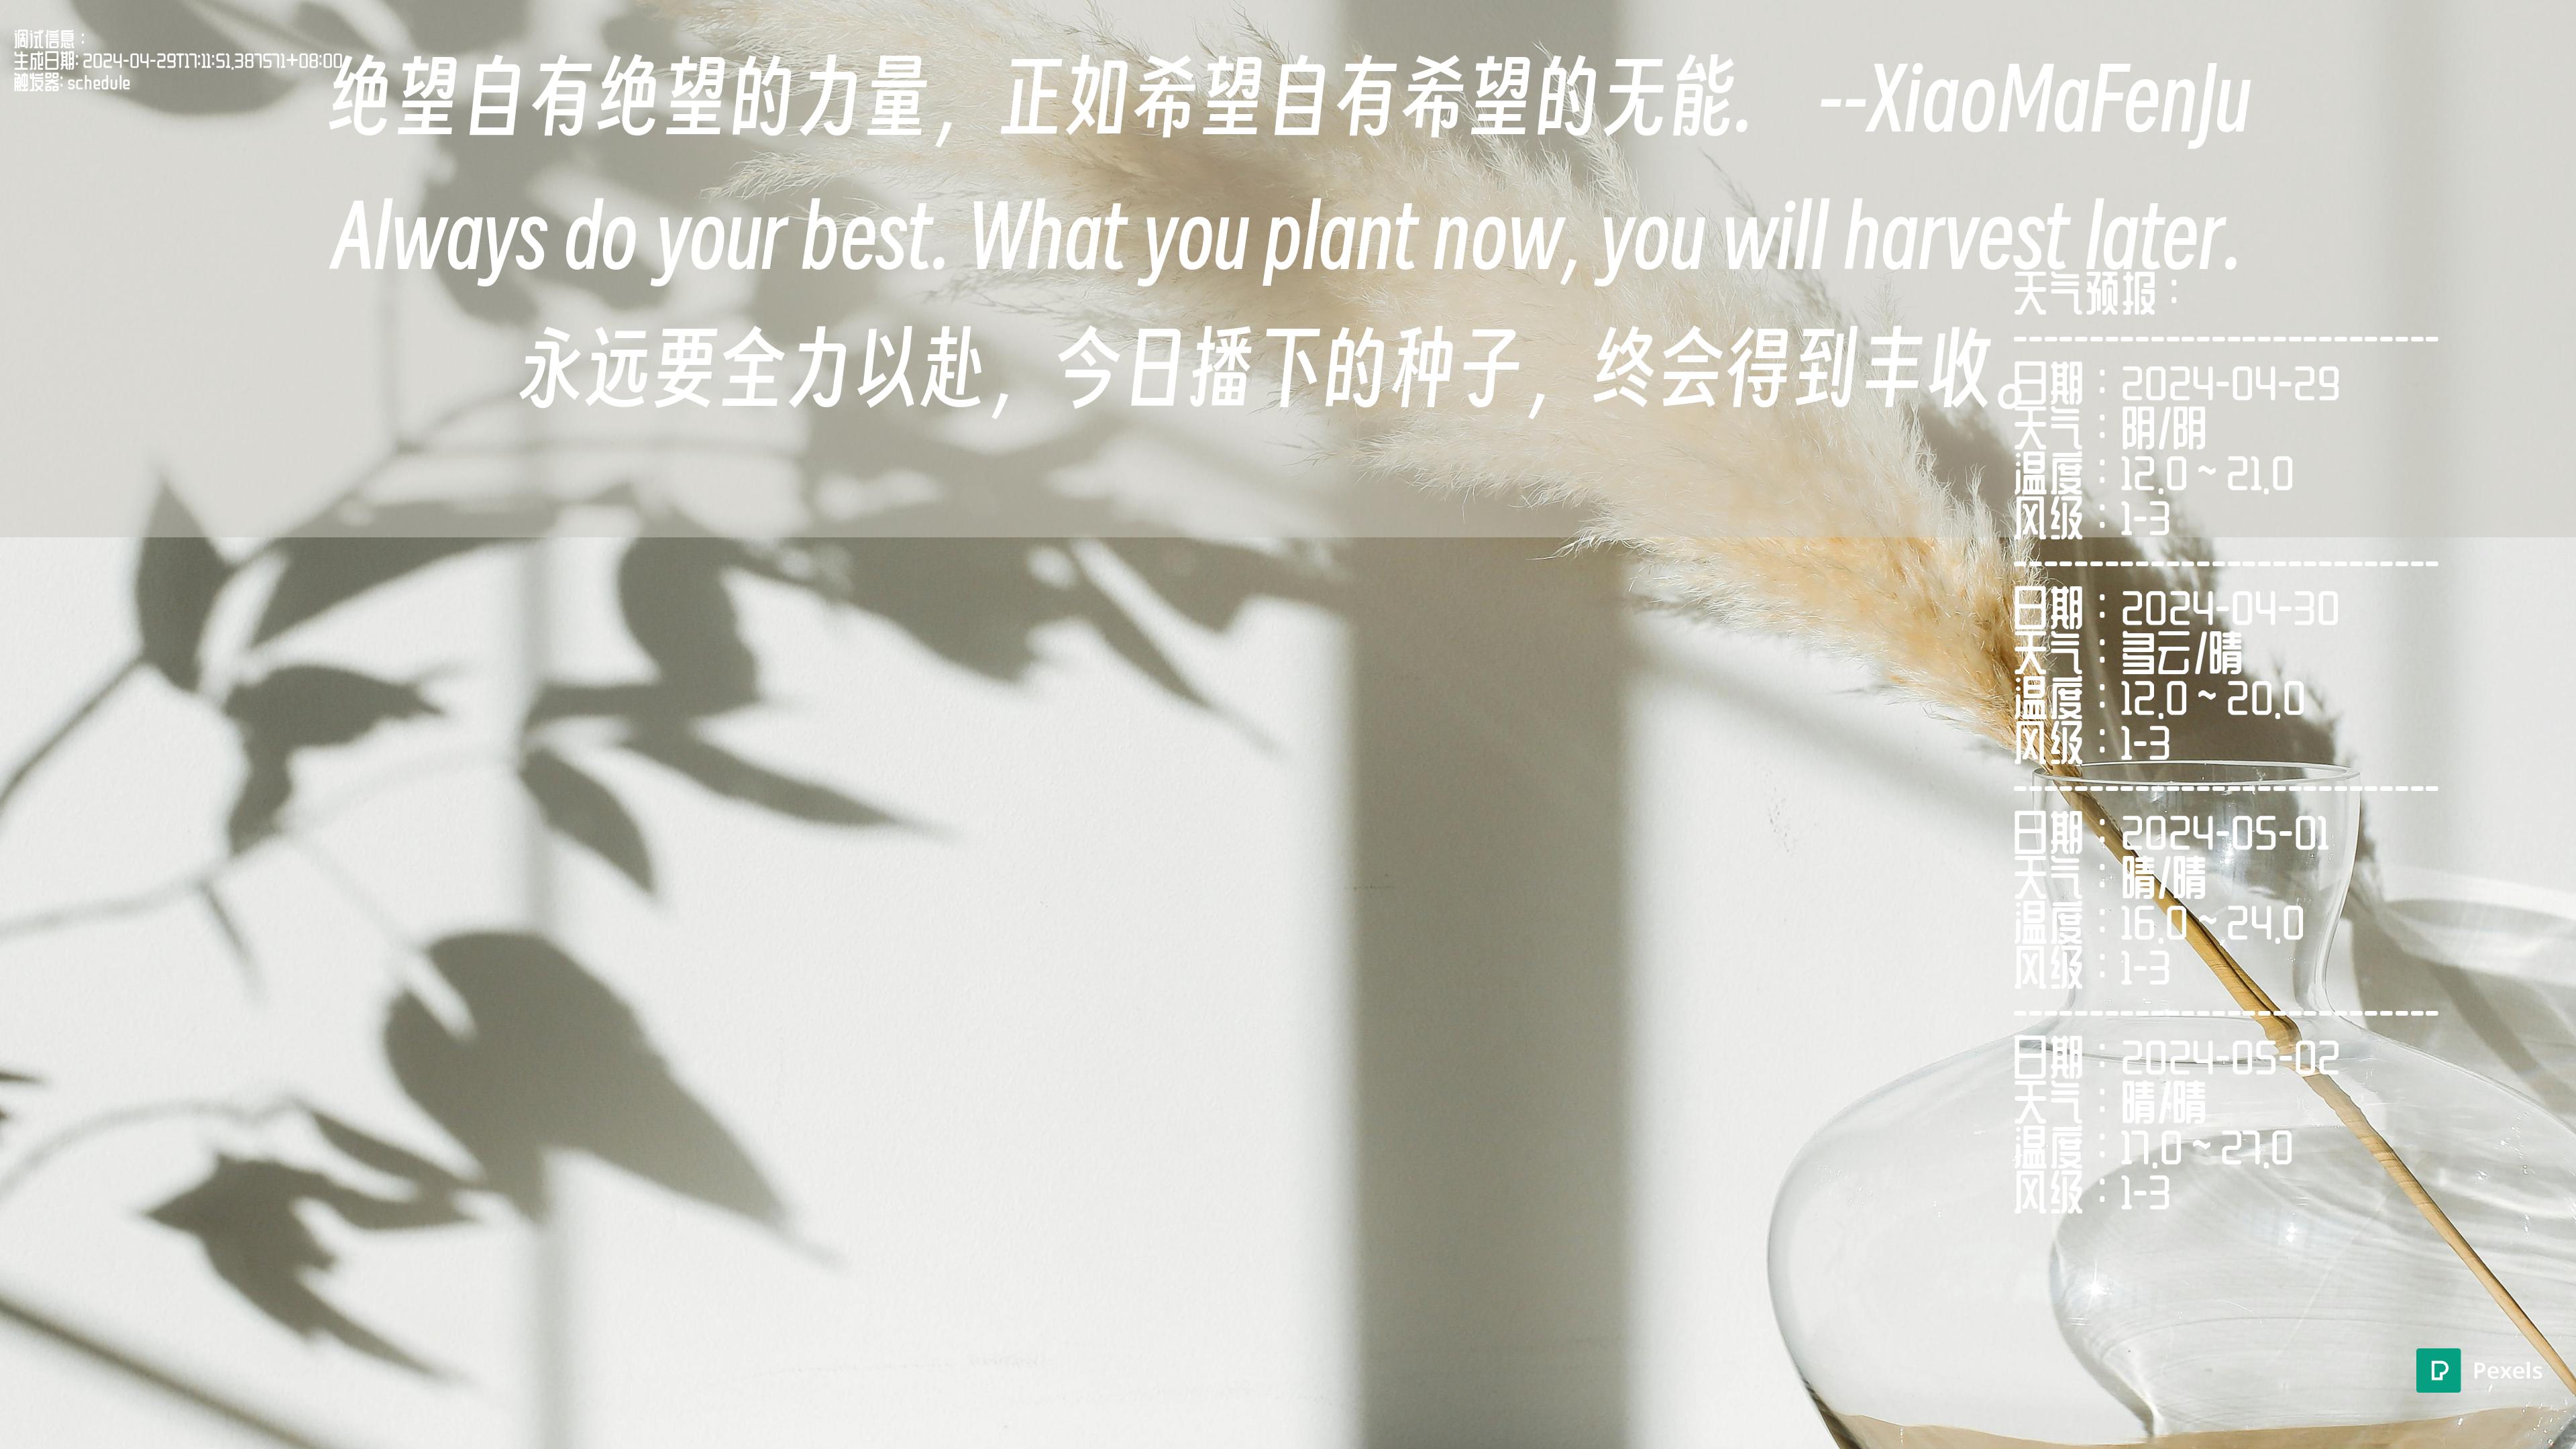 调试信息：
生成日期: 2024-04-29T17:11:51.387571+08:00
触发器: schedule
绝望自有绝望的力量，正如希望自有希望的无能. --XiaoMaFenJu
Always do your best. What you plant now, you will harvest later.
永远要全力以赴，今日播下的种子，终会得到丰收。
天气预报：
------------------------------
日期：2024-04-29
天气：阴/阴
温度：12.0 ~ 21.0
风级：1-3
------------------------------
日期：2024-04-30
天气：多云/晴
温度：12.0 ~ 20.0
风级：1-3
------------------------------
日期：2024-05-01
天气：晴/晴
温度：16.0 ~ 24.0
风级：1-3
------------------------------
日期：2024-05-02
天气：晴/晴
温度：17.0 ~ 27.0
风级：1-3
Pexels